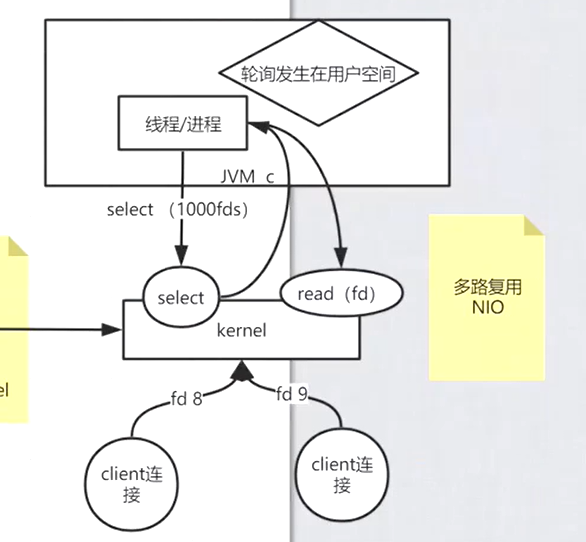 轮询发生在用户空间
线程/进程
JVM c
select （1000fds）
select
read（fd）
kernel
多路复用
NIO
el
fd 8
fd 9
client连
接
client连
接